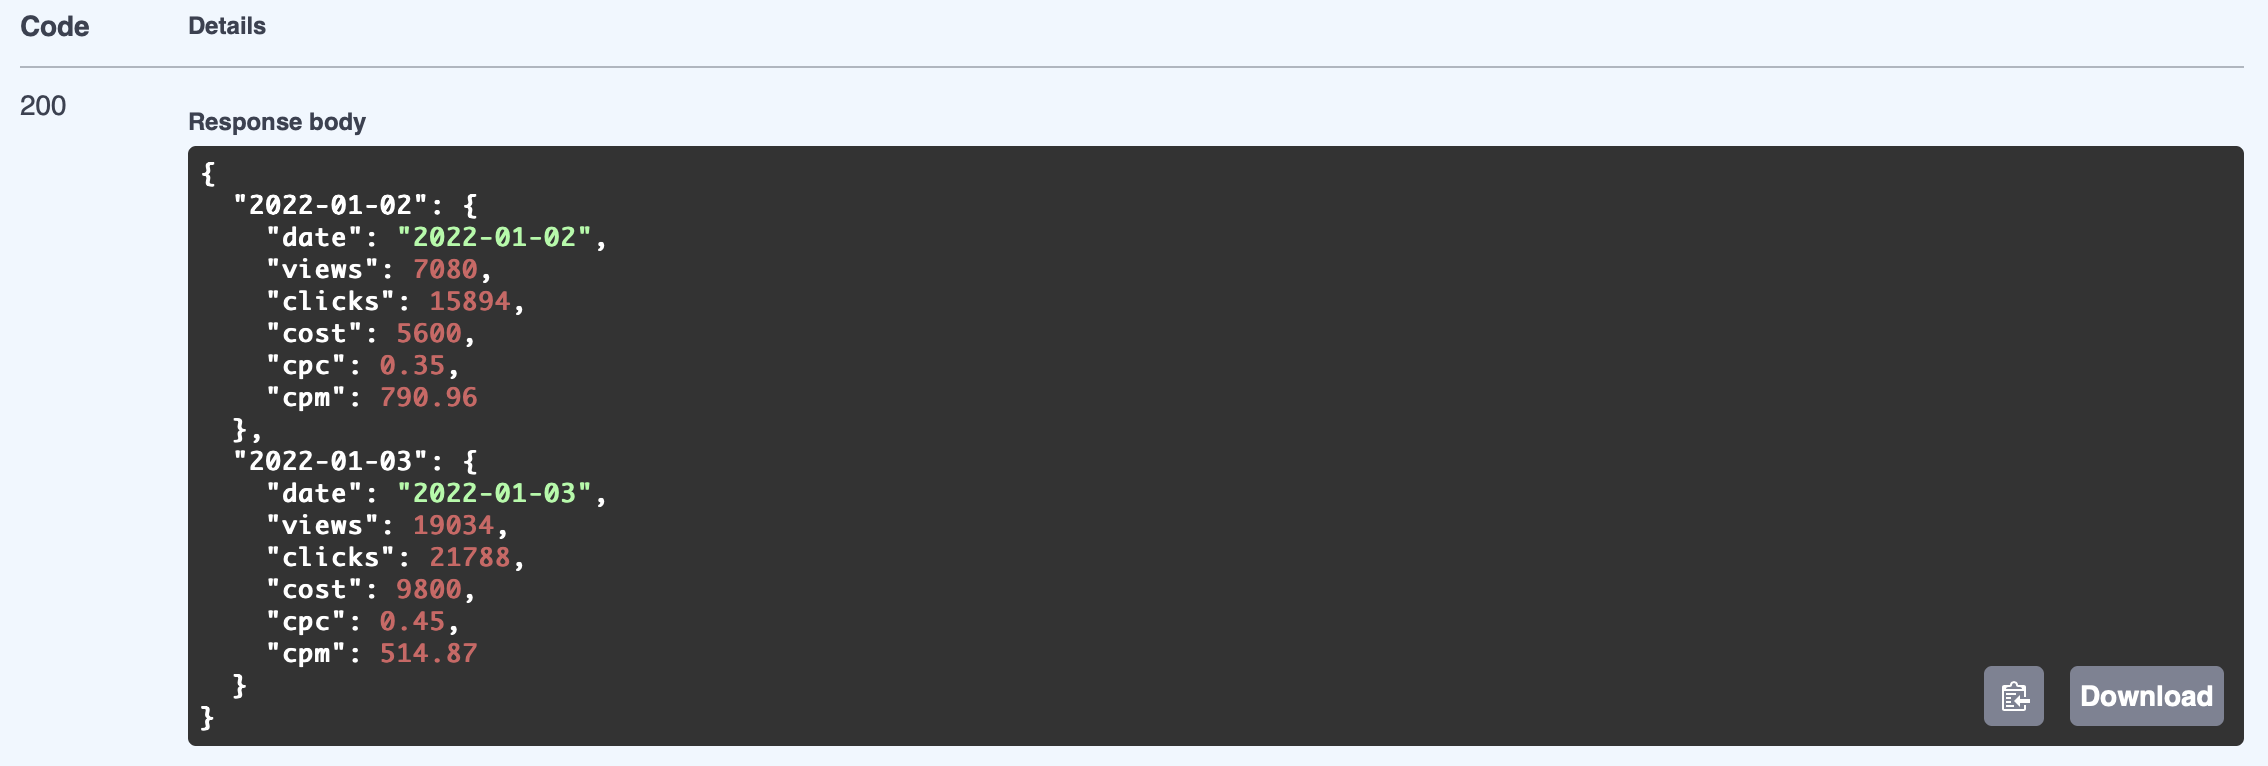 Code Details
200
Response body
{
  "2022-01-02": {
    "date": "2022-01-02",
    "views": 7080,
    "clicks": 15894,
    "cost": 5600,
    "cpc": 0.35,
    "cpm": 790.96
  },
  "2022-01-03": {
    "date": "2022-01-03",
    "views": 19034,
    "clicks": 21788,
    "cost": 9800,
    "cpc": 0.45,
    "cpm": 514.87
  }
}
Download